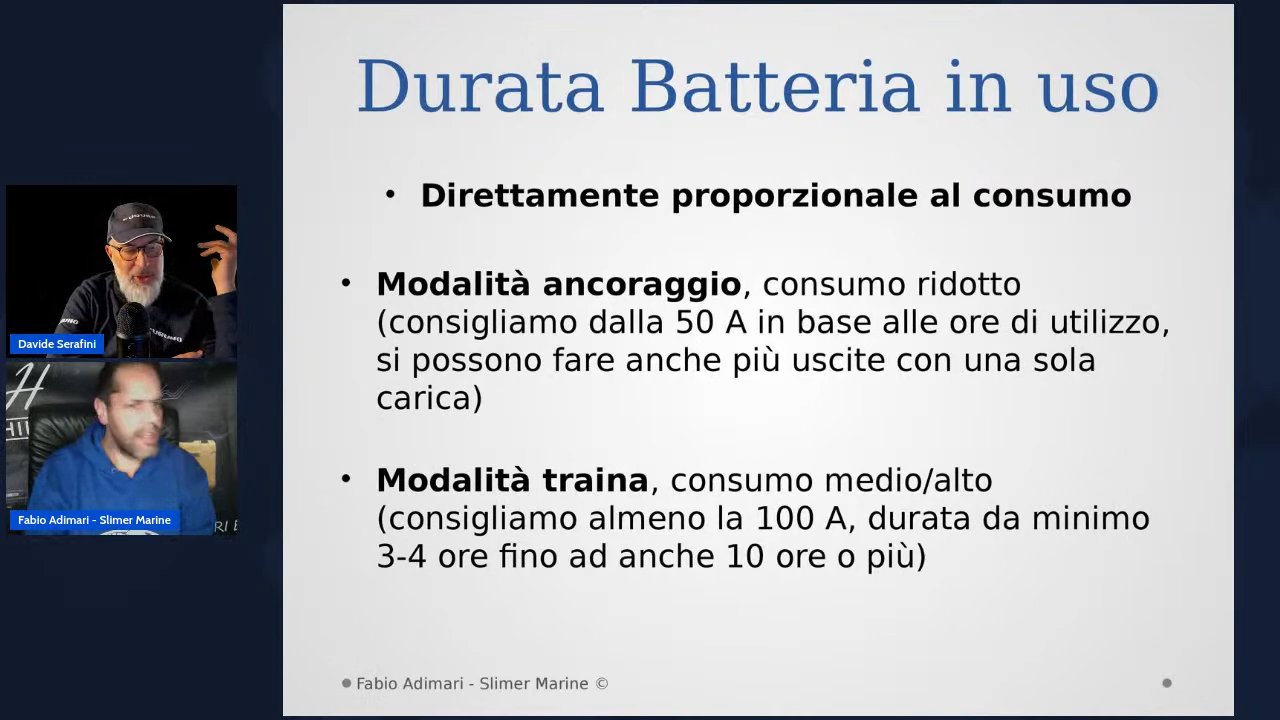 Durata Batteria in uso
• Direttamente proporzionale al consumo
• Modalità ancoraggio, consumo ridotto
(consigliamo dalla 50 A in base alle ore di utilizzo,
si possono fare anche più uscite con una sola
carica)
• Modalità traina, consumo medio/alto
(consigliamo almeno la 100 A, durata da minimo
3-4 ore fino ad anche 10 ore o più)
Fabio Adimari - Slimer Marine ©
Davide Serafini
Fabio Adimari - Slimer Marine